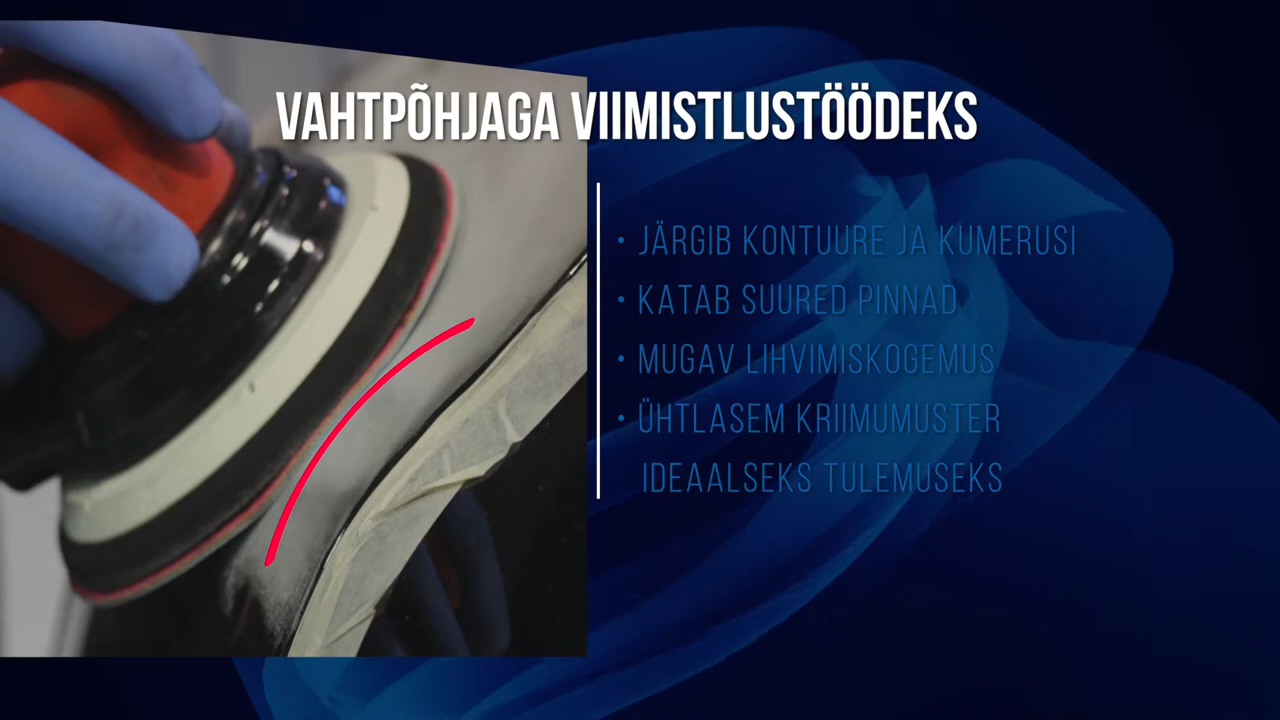 VAHTPÕHJAGA VIIMISTLUSTÖÖDEKS
• JÄRGIB KONTUURE JA KUMERUSI
• KATAB SUURED PINNAD
• MUGAV LIHVIMISKOGEMUS
• ÜHTLASEM KRIIMUMUSTER
IDEAALSEKS TULEMUSEKS